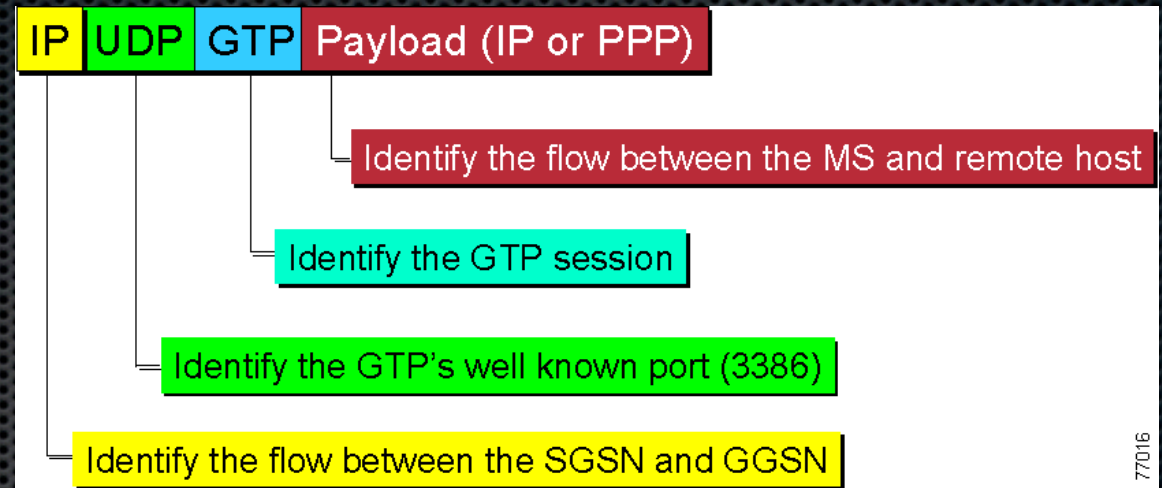 IP UDP GTP Payload (IP or PPP)
Identify the flow between the MS and remote host
Identify the GTP session
Identify the GTP's well known port (3386)
Identify the flow between the SGSN and GGSN
77016